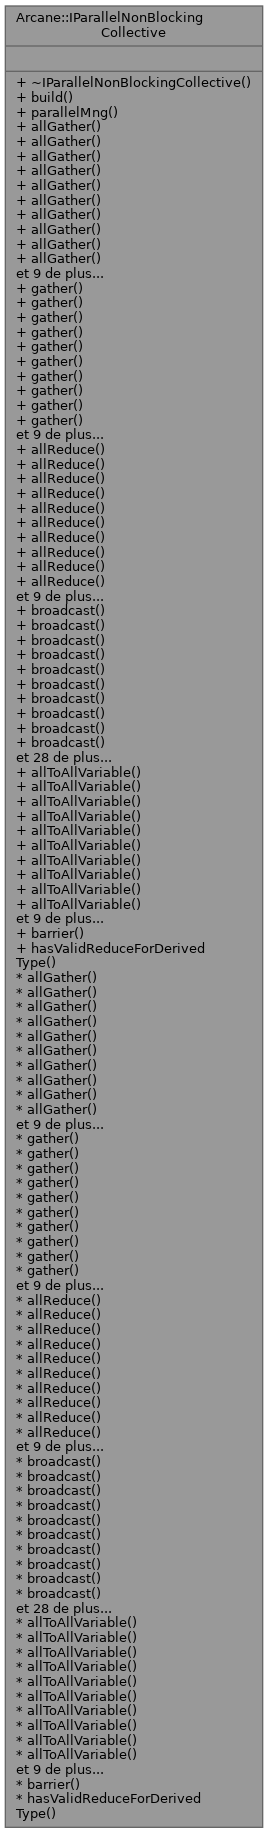 Arcane::IParallelNonBlocking
Collective
+ ~IParallelNonBlockingCollective()
+ build()
+ parallelMng()
+ allGather()
+ allGather()
+ allGather()
+ allGather()
+ allGather()
+ allGather()
+ allGather()
+ allGather()
+ allGather()
+ allGather()
et 9 de plus...
+ gather()
+ gather()
+ gather()
+ gather()
+ gather()
+ gather()
+ gather()
+ gather()
+ gather()
+ gather()
et 9 de plus...
+ allReduce()
+ allReduce()
+ allReduce()
+ allReduce()
+ allReduce()
+ allReduce()
+ allReduce()
+ allReduce()
+ allReduce()
+ allReduce()
et 9 de plus...
+ broadcast()
+ broadcast()
+ broadcast()
+ broadcast()
+ broadcast()
+ broadcast()
+ broadcast()
+ broadcast()
+ broadcast()
+ broadcast()
et 28 de plus...
+ allToAllVariable()
+ allToAllVariable()
+ allToAllVariable()
+ allToAllVariable()
+ allToAllVariable()
+ allToAllVariable()
+ allToAllVariable()
+ allToAllVariable()
+ allToAllVariable()
+ allToAllVariable()
et 9 de plus...
+ barrier()
+ hasValidReduceForDerived
Type()
* allGather()
* allGather()
* allGather()
* allGather()
* allGather()
* allGather()
* allGather()
* allGather()
* allGather()
* allGather()
et 9 de plus...
* gather()
* gather()
* gather()
* gather()
* gather()
* gather()
* gather()
* gather()
* gather()
* gather()
et 9 de plus...
* allReduce()
* allReduce()
* allReduce()
* allReduce()
* allReduce()
* allReduce()
* allReduce()
* allReduce()
* allReduce()
* allReduce()
et 9 de plus...
* broadcast()
* broadcast()
* broadcast()
* broadcast()
* broadcast()
* broadcast()
* broadcast()
* broadcast()
* broadcast()
* broadcast()
et 28 de plus...
* allToAllVariable()
* allToAllVariable()
* allToAllVariable()
* allToAllVariable()
* allToAllVariable()
* allToAllVariable()
* allToAllVariable()
* allToAllVariable()
* allToAllVariable()
* allToAllVariable()
et 9 de plus...
* barrier()
* hasValidReduceForDerived
Type()